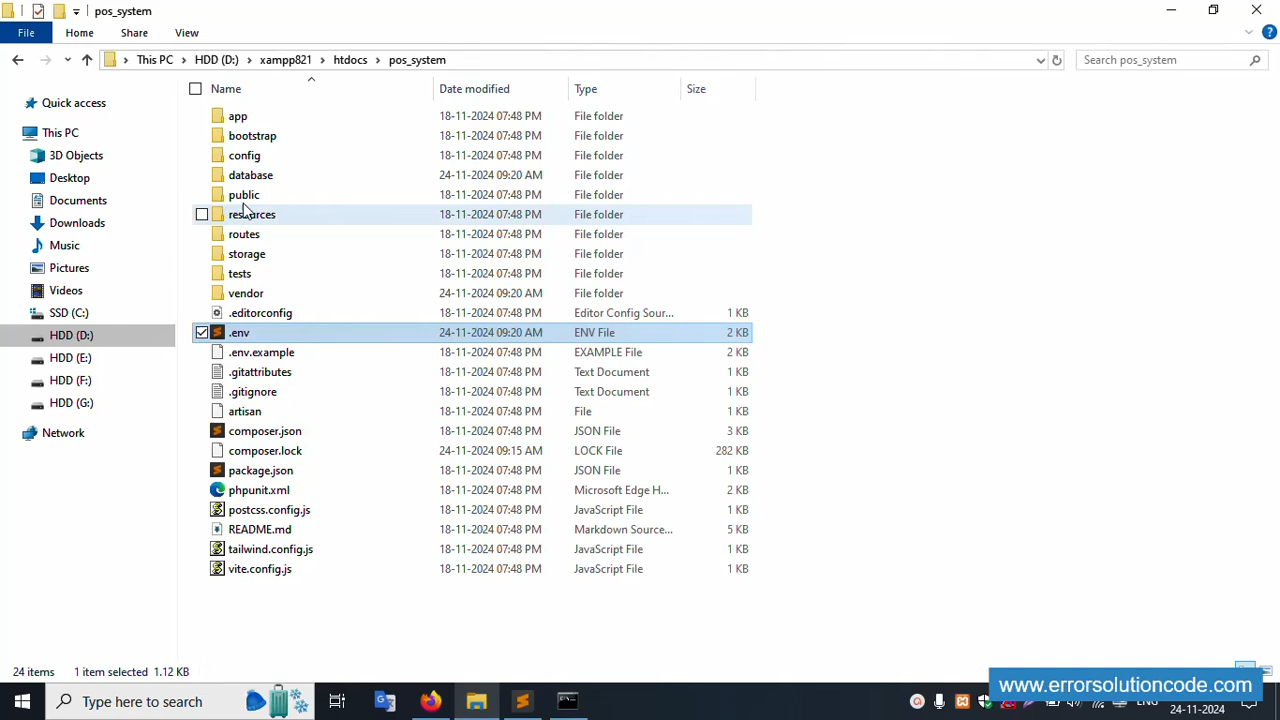 pos_system
File Home Share View
This PC HDD (D:) xampp821 htdocs pos_system
Search pos_system
Name Date modified Type Size
Quick access
This PC
3D Objects
Desktop
Documents
Downloads
Music
Pictures
Videos
SSD (C:)
HDD (D:)
HDD (E:)
HDD (F:)
HDD (G:)
Network
app 18-11-2024 07:48 PM File folder
bootstrap 18-11-2024 07:48 PM File folder
config 18-11-2024 07:48 PM File folder
database 24-11-2024 09:20 AM File folder
public 18-11-2024 07:48 PM File folder
resources 18-11-2024 07:48 PM File folder
routes 18-11-2024 07:48 PM File folder
storage 18-11-2024 07:48 PM File folder
tests 18-11-2024 07:48 PM File folder
vendor 24-11-2024 09:20 AM File folder
.editorconfig 18-11-2024 07:48 PM Editor Config Sour... 1 KB
.env 24-11-2024 09:20 AM ENV File 2 KB
.env.example 18-11-2024 07:48 PM EXAMPLE File 2 KB
.gitattributes 18-11-2024 07:48 PM Text Document 1 KB
.gitignore 18-11-2024 07:48 PM Text Document 1 KB
artisan 18-11-2024 07:48 PM File 1 KB
composer.json 18-11-2024 07:48 PM JSON File 3 KB
composer.lock 24-11-2024 09:15 AM LOCK File 282 KB
package.json 18-11-2024 07:48 PM JSON File 1 KB
phpunit.xml 18-11-2024 07:48 PM Microsoft Edge H... 2 KB
postcss.config.js 18-11-2024 07:48 PM JavaScript File 1 KB
README.md 18-11-2024 07:48 PM Markdown Source... 5 KB
tailwind.config.js 18-11-2024 07:48 PM JavaScript File 1 KB
vite.config.js 18-11-2024 07:48 PM JavaScript File 1 KB
24 items 1 item selected 1.12 KB
www.errorsolutioncode.com
Type here to search
ENG
24-11-2024